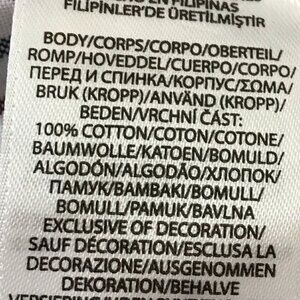 EN FILIPINAS
FILIPINLER'DE ÜRETILMIŞTIR
BODY/CORPS/CORPO/OBERTEIL/
ROMP/HOVEDDEL/CUERPO/CORPO/
ПЕРЕД И СПИНКА/КОРПУС/ΣΩΜΑ/
BRUK (KROPP)/ANVÄND (KROPP)/
BEDEN/VRCHNÍ ČÁST:
100% COTTON/COTON/COTONE/
BAUMWOLLE/KATOEN/BOMULD/
ALGODÓN/ALGODÃO/ХЛОПОК/
ПАМУК/BAMBAKI/BOMULL/
BOMULL/PAMUK/BAVLNA
EXCLUSIVE OF DECORATION/
SAUF DÉCORATION/ESCLUSA LA
DECORAZIONE/AUSGENOMMEN
DEKORATION/BEHALVE